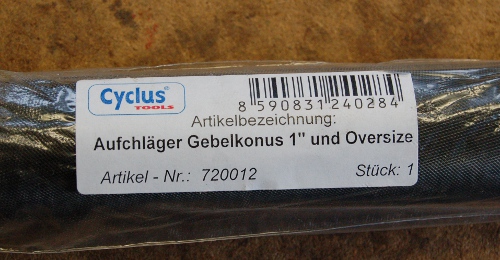 Cyclus
TOOLS
8 590831 240284
Artikelbezeichnung:
Aufchläger Gebelkonus 1" und Oversize
Artikel - Nr.: 720012 Stück: 1